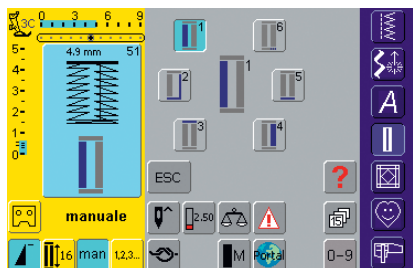 3C 0 3 6 9
4.9 mm 51
5-
4-
3-
2-
1-
0
1 6
2 1 5
3 4
ESC ?
manuale 2.50 15
16 man 1,2,3... M Portal 0-9
A